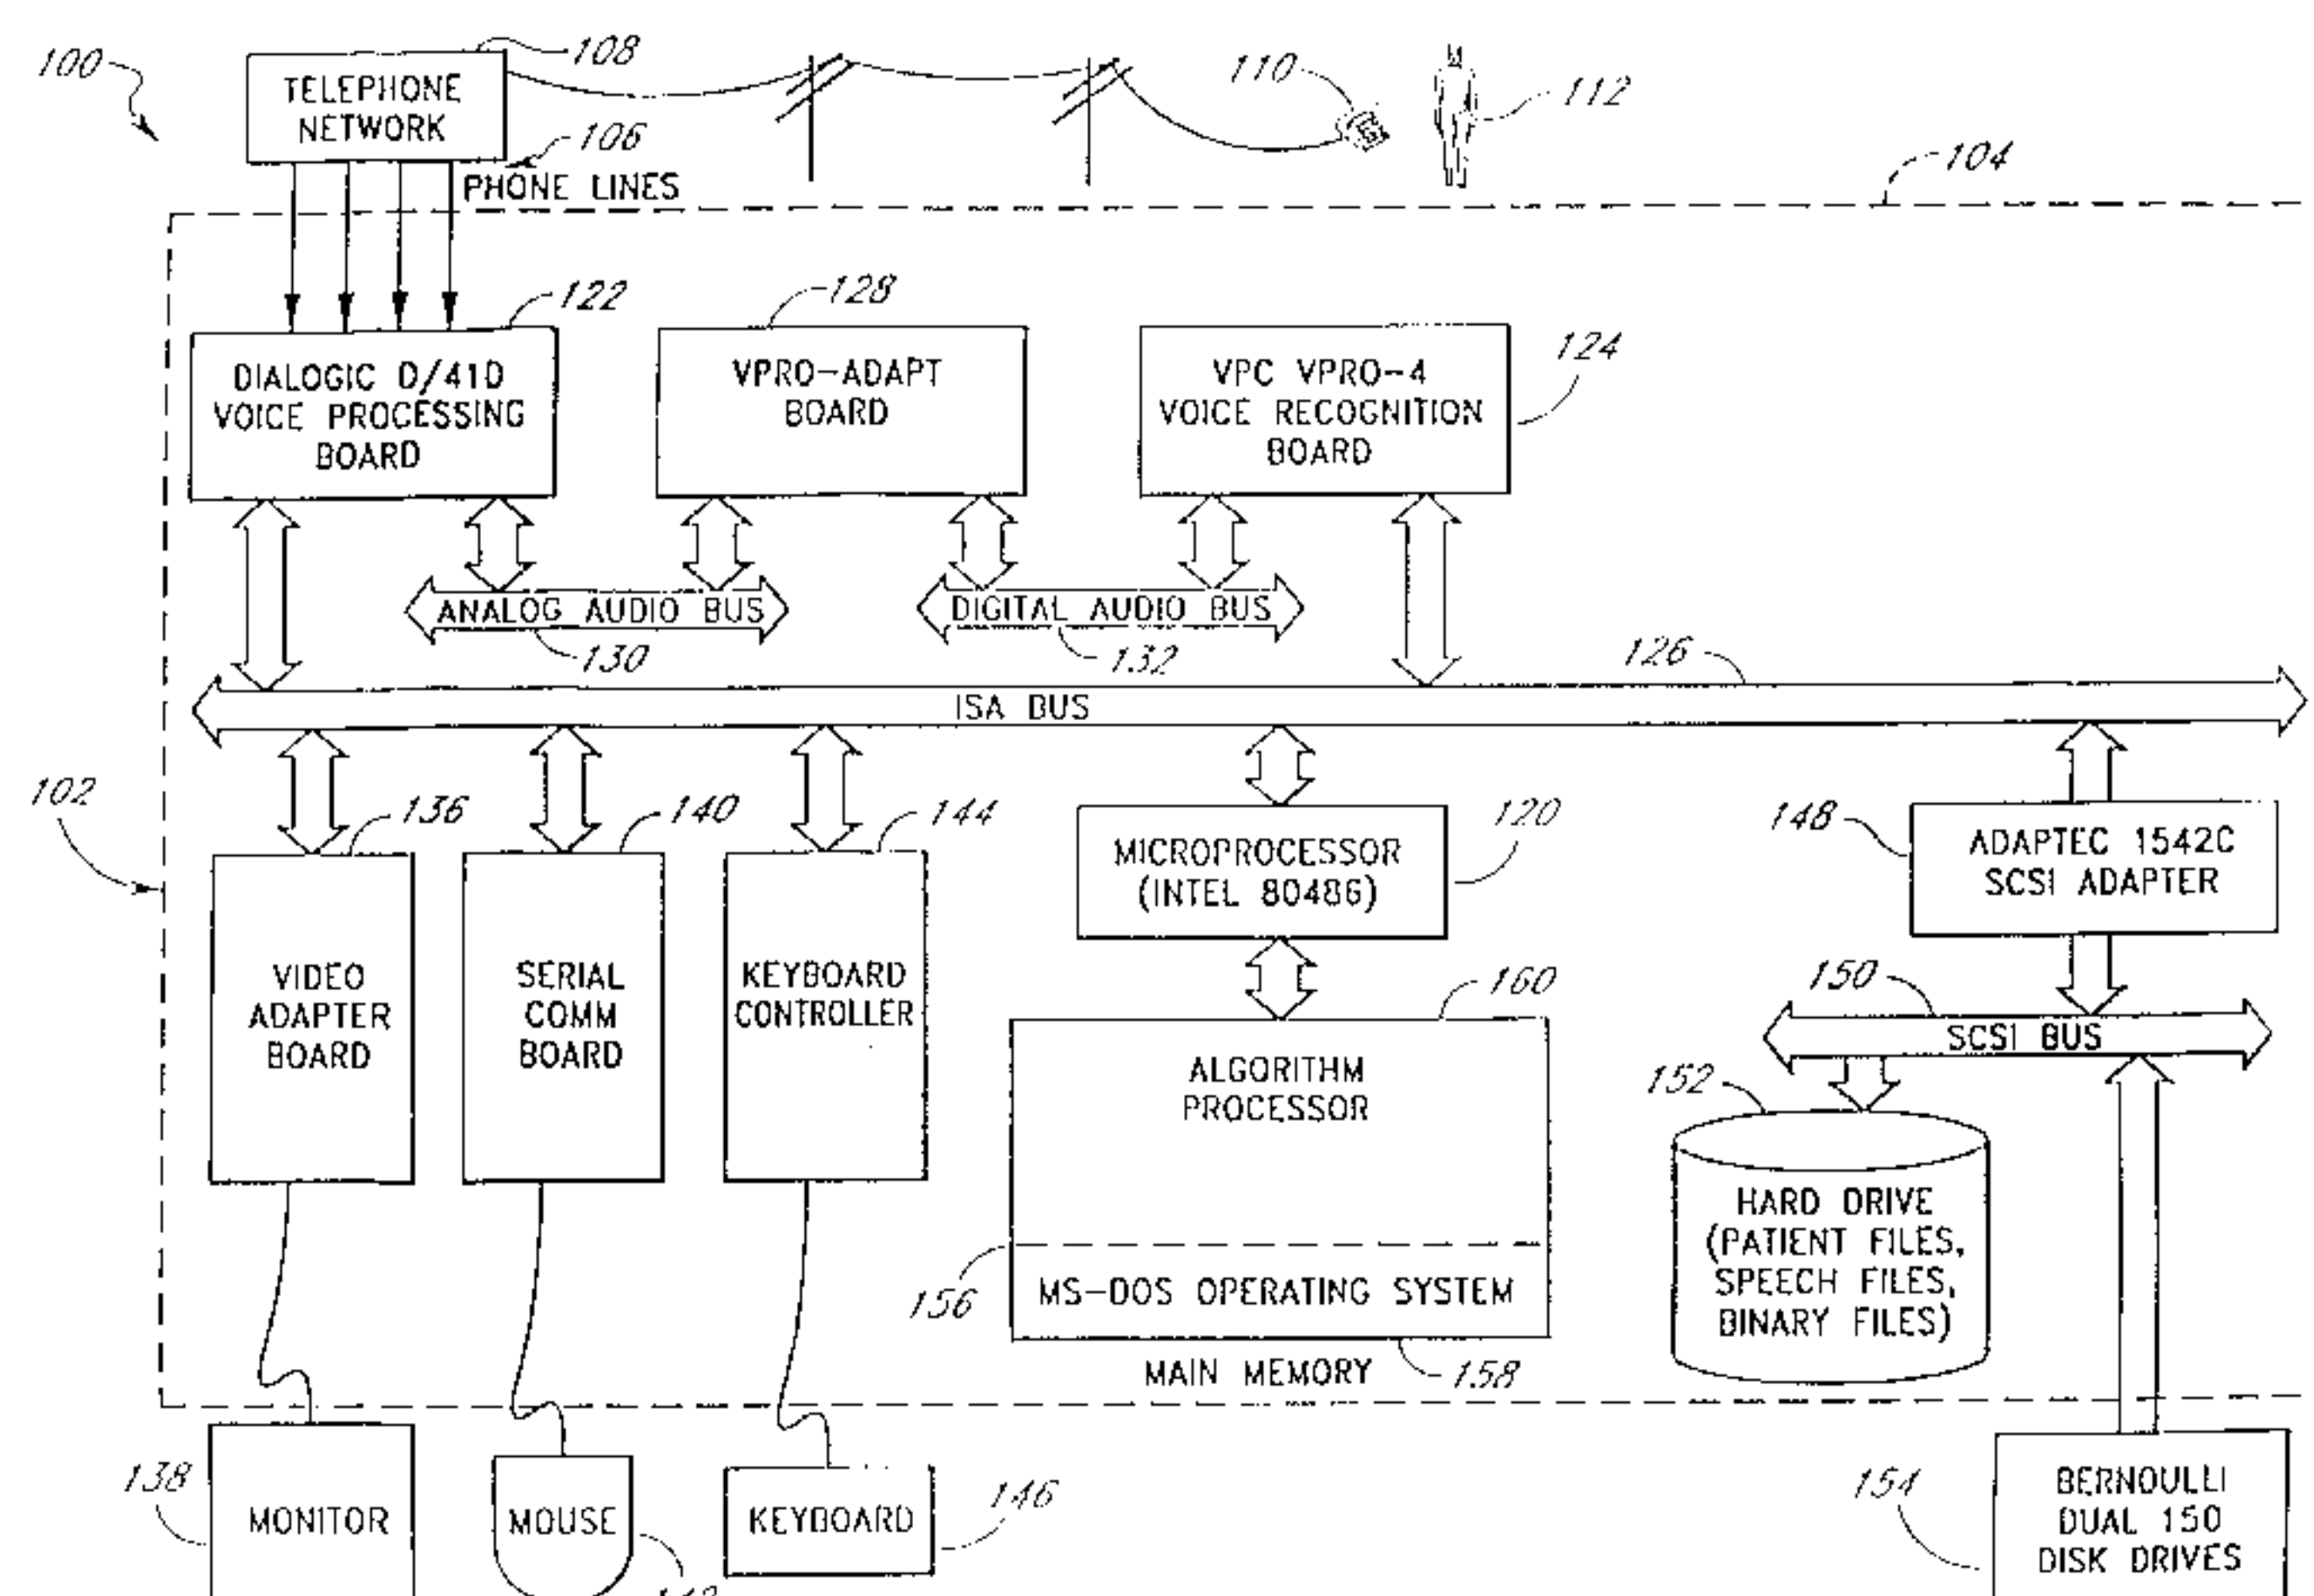 100
108
TELEPHONE
NETWORK
106
PHONE LINES
110
112
104
122
DIALOGIC D/41D
VOICE PROCESSING
BOARD
128
VPRO-ADAPT
BOARD
124
VPC VPRO-4
VOICE RECOGNITION
BOARD
ANALOG AUDIO BUS
130
DIGITAL AUDIO BUS
132
126
ISA BUS
102
136
VIDEO
ADAPTER
BOARD
140
SERIAL
COMM
BOARD
144
KEYBOARD
CONTROLLER
120
MICROPROCESSOR
(INTEL 80486)
148
ADAPTEC 1542C
SCSI ADAPTER
160
ALGORITHM
PROCESSOR
156
MS-DOS OPERATING SYSTEM
MAIN MEMORY
158
150
SCSI BUS
152
HARD DRIVE
(PATIENT FILES,
SPEECH FILES,
BINARY FILES)
138
MONITOR
MOUSE
KEYBOARD
146
154
BERNOULLI
DUAL 150
DISK DRIVES